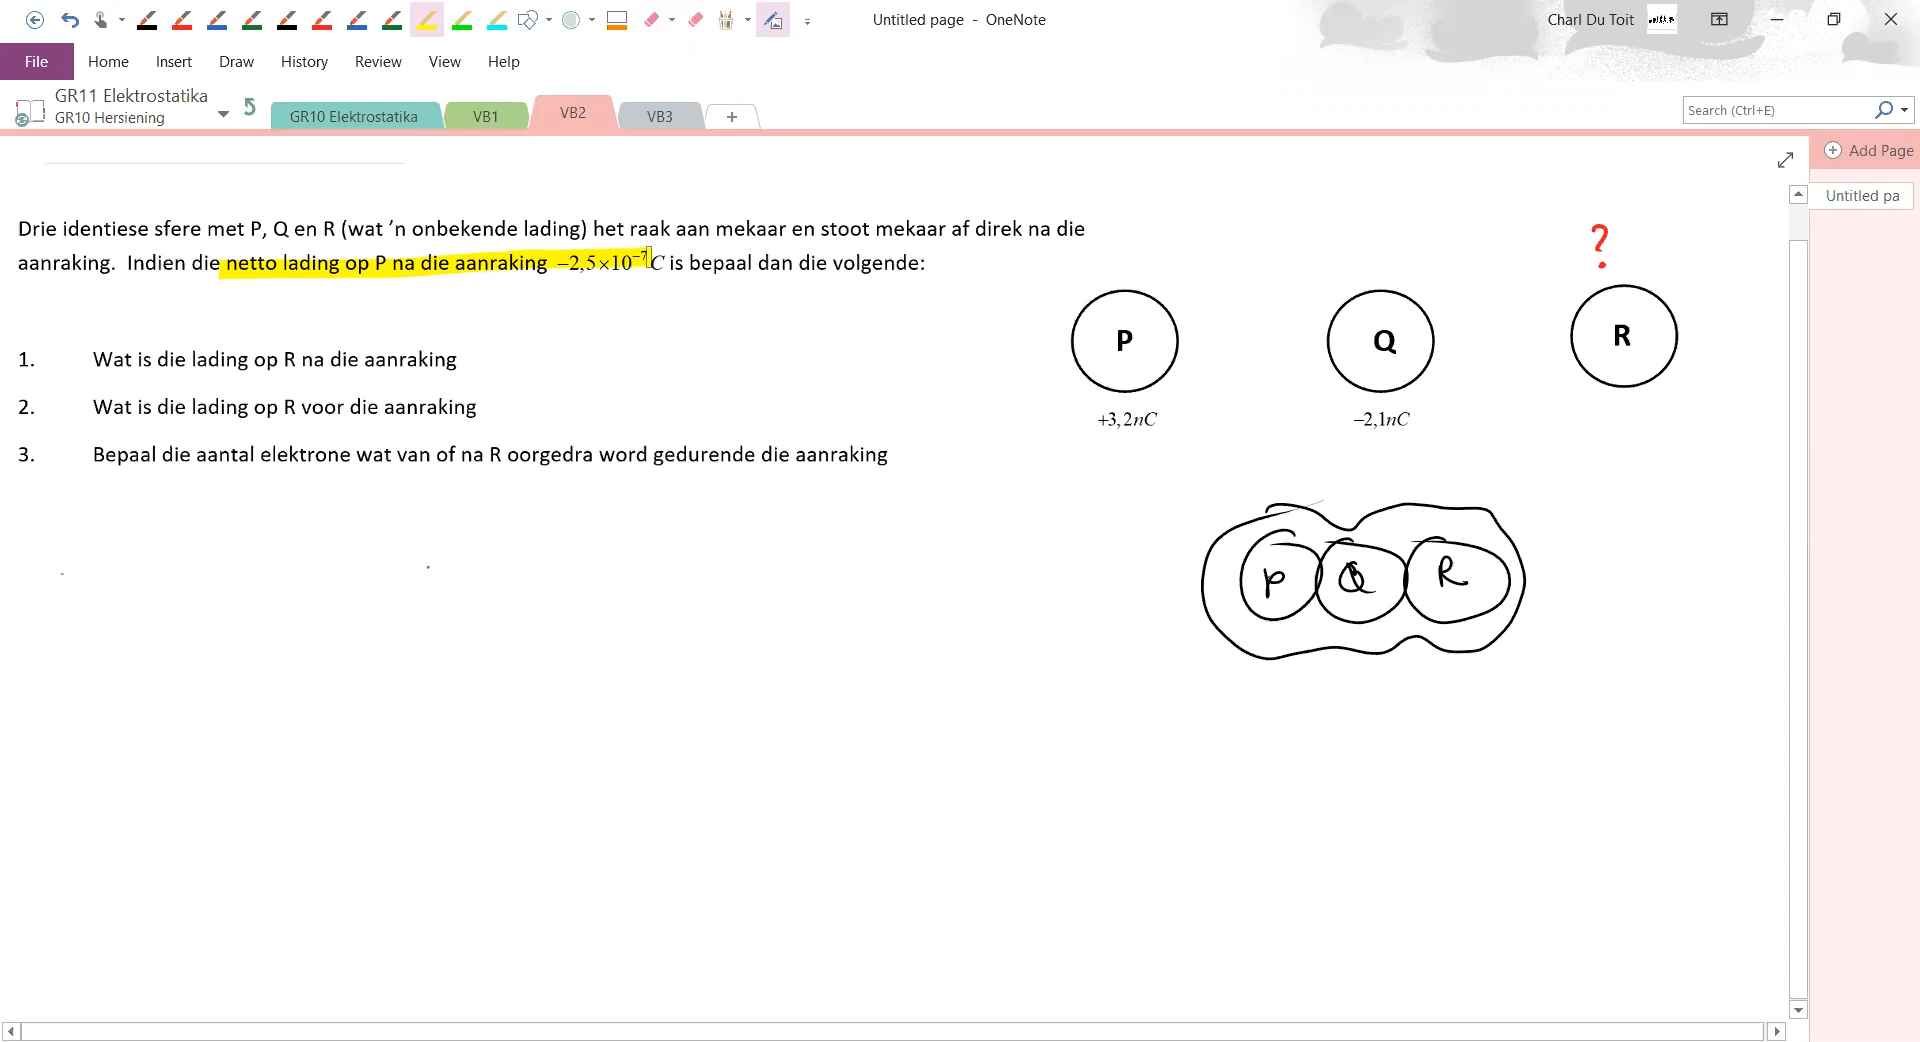 Untitled page - OneNote
Charl Du Toit
File Home Insert Draw History Review View Help
GR11 Elektrostatika
GR10 Hersiening
GR10 Elektrostatika VB1 VB2 VB3 +
Search (Ctrl+E)
Add Page
Untitled pa
Drie identiese sfere met P, Q en R (wat ’n onbekende lading) het raak aan mekaar en stoot mekaar af direk na die
aanraking. Indien die netto lading op P na die aanraking −2,5×10⁻⁷C is bepaal dan die volgende:
?
P Q R
+3,2nC −2,1nC
1. Wat is die lading op R na die aanraking
2. Wat is die lading op R voor die aanraking
3. Bepaal die aantal elektrone wat van of na R oorgedra word gedurende die aanraking
P Q R